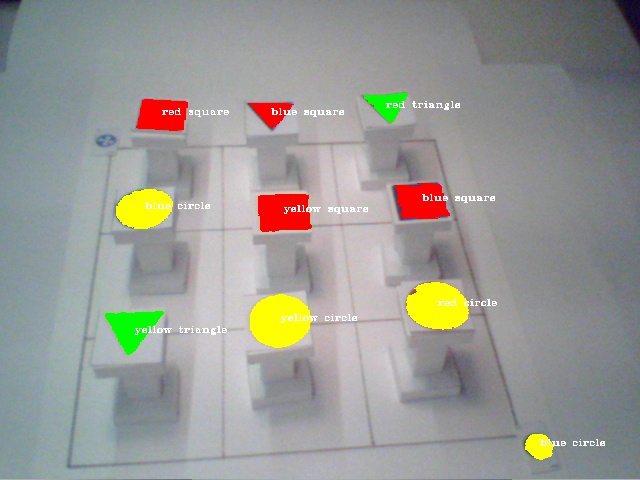 red square
blue square
red triangle
blue circle
yellow square
blue square
yellow triangle
yellow circle
red circle
blue circle